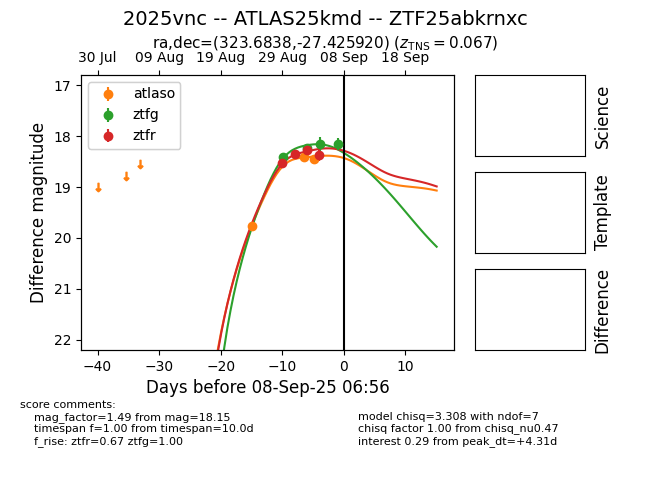 2025vnc -- ATLAS25kmd -- ZTF25abkrnxc
ra,dec=(323.6838,-27.425920) (z_TNS = 0.067)
30 Jul 09 Aug 19 Aug 29 Aug 08 Sep 18 Sep
atlaso
ztfg
ztfr
17
18
19
20
21
22
Difference magnitude
−40 −30 −20 −10 0 10
Days before 08-Sep-25 06:56
Science
Template
Difference
score comments:
mag_factor=1.49 from mag=18.15
timespan f=1.00 from timespan=10.0d
f_rise: ztfr=0.67 ztfg=1.00
model chisq=3.308 with ndof=7
chisq factor 1.00 from chisq_nu0.47
interest 0.29 from peak_dt=+4.31d